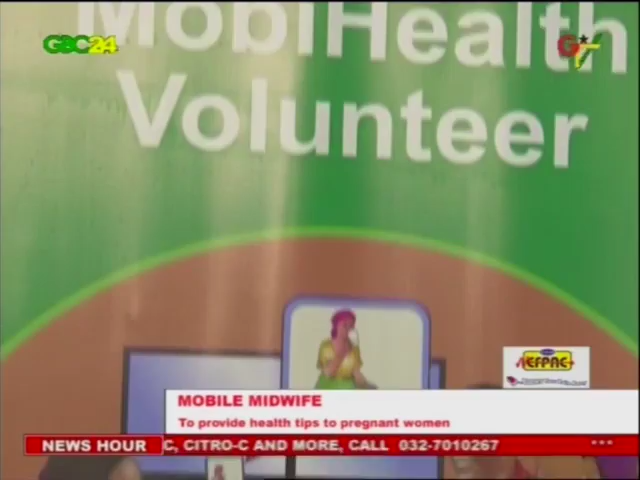 MobiHealth
Volunteer
GBC24
NEFPAC
MOBILE MIDWIFE
To provide health tips to pregnant women
NEWS HOUR C, CITRO-C AND MORE, CALL 032-7010267